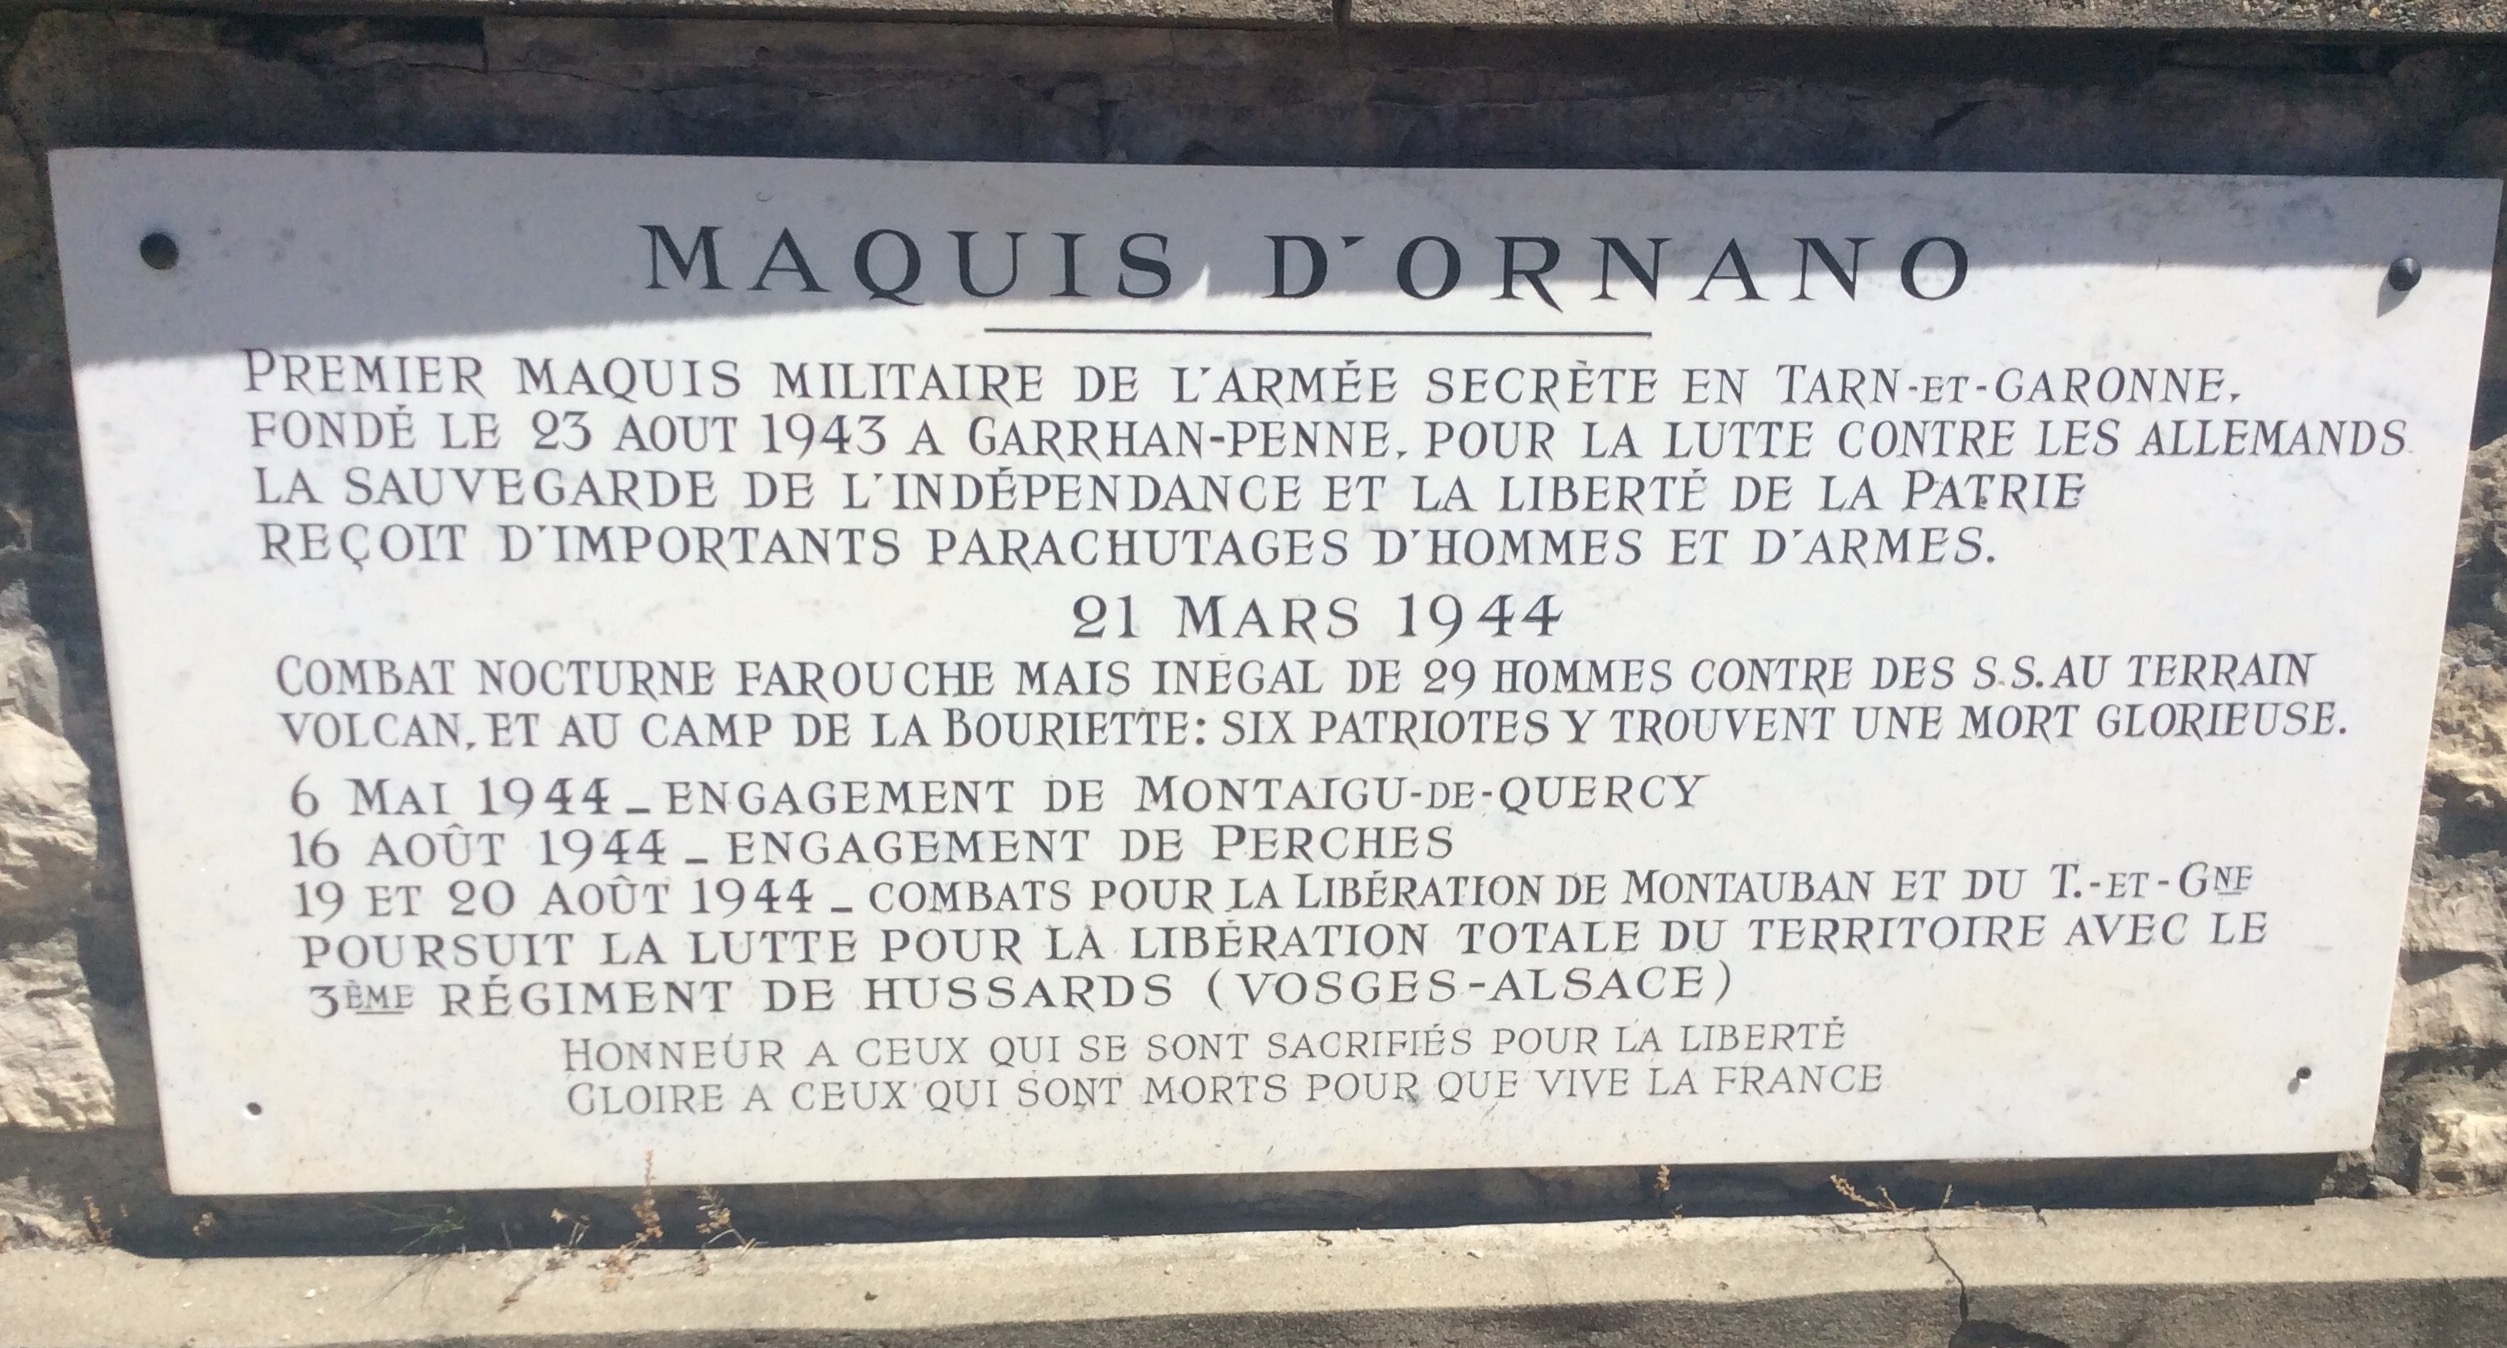 MAQUIS D'ORNANO
PREMIER MAQUIS MILITAIRE DE L'ARMÉE SECRÈTE EN TARN-ET-GARONNE,
FONDÉ LE 23 AOUT 1943 A GARRHAN-PENNE, POUR LA LUTTE CONTRE LES ALLEMANDS
LA SAUVEGARDE DE L'INDÉPENDANCE ET LA LIBERTÉ DE LA PATRIE
REÇOIT D'IMPORTANTS PARACHUTAGES D'HOMMES ET D'ARMES.
21 MARS 1944
COMBAT NOCTURNE FAROUCHE MAIS INÉGAL DE 29 HOMMES CONTRE DES S.S. AU TERRAIN
VOLCAN, ET AU CAMP DE LA BOURIETTE: SIX PATRIOTES Y TROUVENT UNE MORT GLORIEUSE.
6 MAI 1944 _ ENGAGEMENT DE MONTAIGU-DE-QUERCY
16 AOÛT 1944 _ ENGAGEMENT DE PERCHES
19 ET 20 AOÛT 1944 _ COMBATS POUR LA LIBÉRATION DE MONTAUBAN ET DU T.-ET-GNE
POURSUIT LA LUTTE POUR LA LIBÉRATION TOTALE DU TERRITOIRE AVEC LE
3ÈME RÉGIMENT DE HUSSARDS (VOSGES-ALSACE)
HONNEUR A CEUX QUI SE SONT SACRIFIÉS POUR LA LIBERTÉ
GLOIRE A CEUX QUI SONT MORTS POUR QUE VIVE LA FRANCE